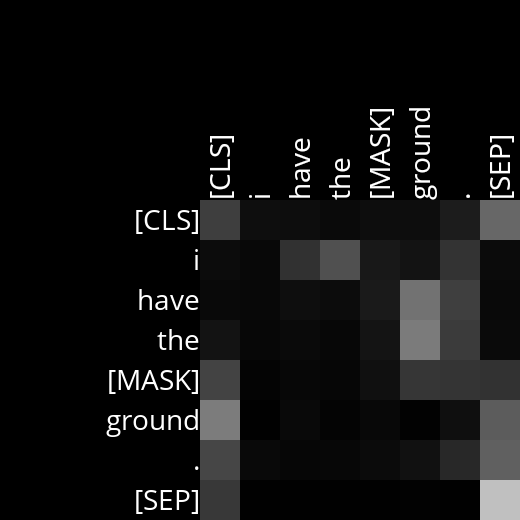 [CLS] i have the [MASK] ground . [SEP]
[CLS]
i
have
the
[MASK]
ground
.
[SEP]